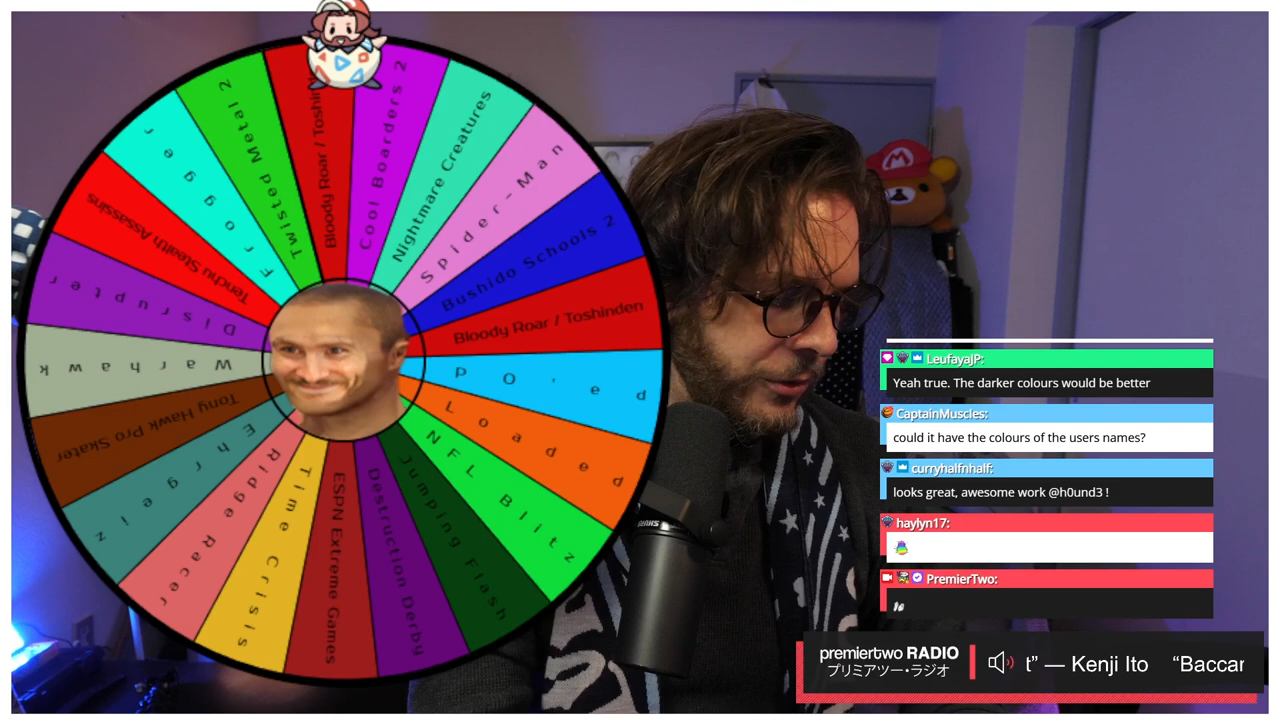 Bloody Roar / Toshin
Cool Boarders 2
Nightmare Creatures
Spider-Man
Bushido Schools 2
Bloody Roar / Toshinden
PO'ed
Loaded
NFL Blitz
Jumping Flash
Destruction Derby
ESPN Extreme Games
Time Crisis
Ridge Racer
Ehrgeiz
Tony Hawk Pro Skater
Warhawk
Disrupter
Tenchu Stealth Assassins
Frogger
Twisted Metal 2
M
SHURE
LeufayaJP:
Yeah true. The darker colours would be better
CaptainMuscles:
could it have the colours of the users names?
curryhalfnhalf:
looks great, awesome work @h0und3 !
haylyn17:
PremierTwo:
premiertwo RADIO
プリミアツー・ラジオ
t” — Kenji Ito “Baccar